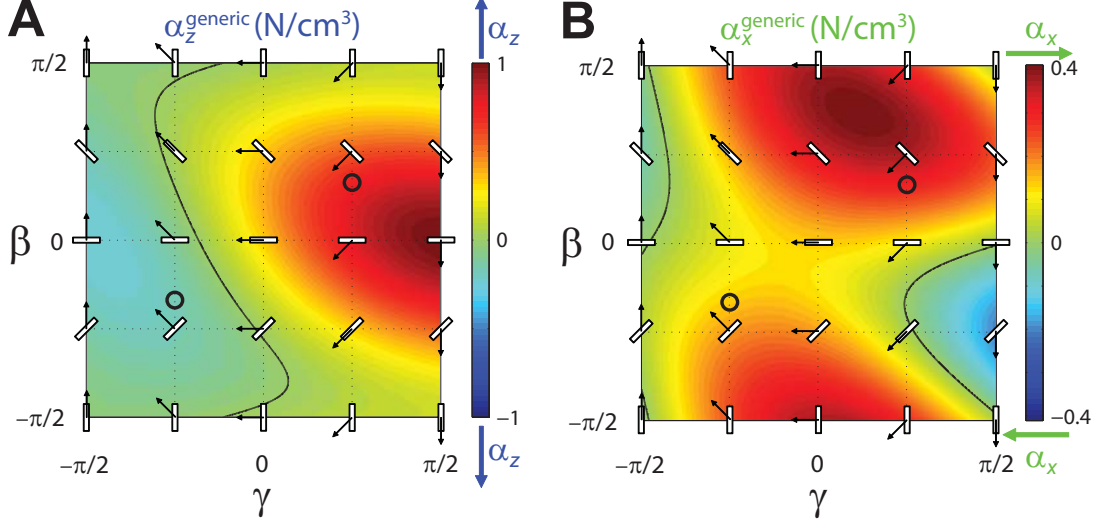 A
α_z^generic (N/cm³)
α_z
π/2
β
0
−π/2
−π/2
0
π/2
γ
1
0
−1
α_z
B
α_x^generic (N/cm³)
α_x
π/2
β
0
−π/2
−π/2
0
π/2
γ
0.4
0
−0.4
α_x